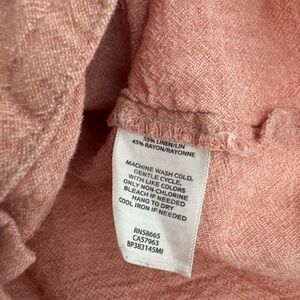 55% LINEN/LIN
45% RAYON/RAYONNE
MACHINE WASH COLD,
GENTLE CYCLE,
WITH LIKE COLORS
ONLY NON-CHLORINE
BLEACH IF NEEDED
HANG TO DRY
COOL IRON IF NEEDED
RN58665
CA57963
BP383145MI